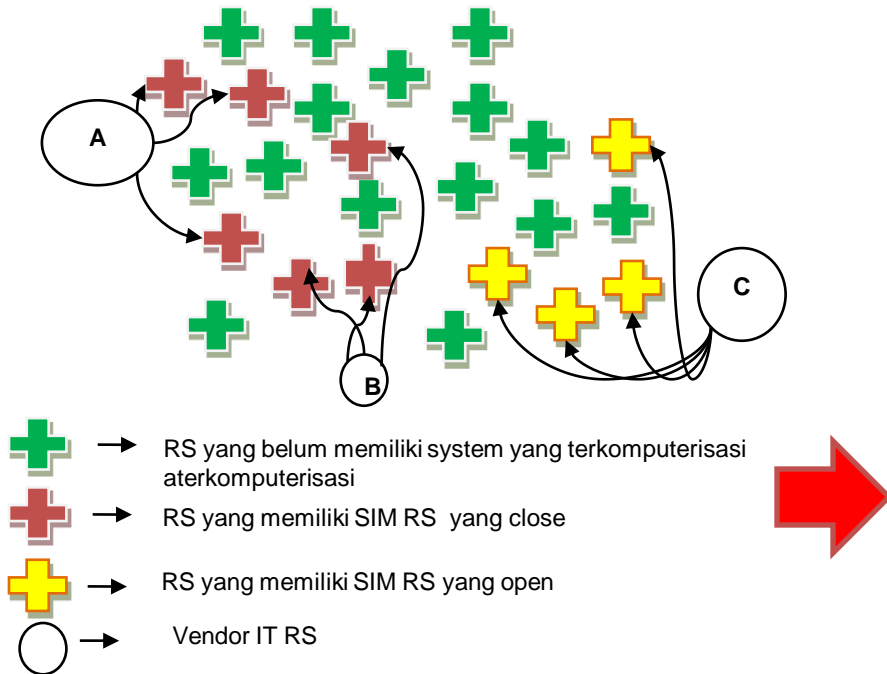 A
C
B
RS yang belum memiliki system yang terkomputerisasi
aterkomputerisasi
RS yang memiliki SIM RS yang close
RS yang memiliki SIM RS yang open
Vendor IT RS